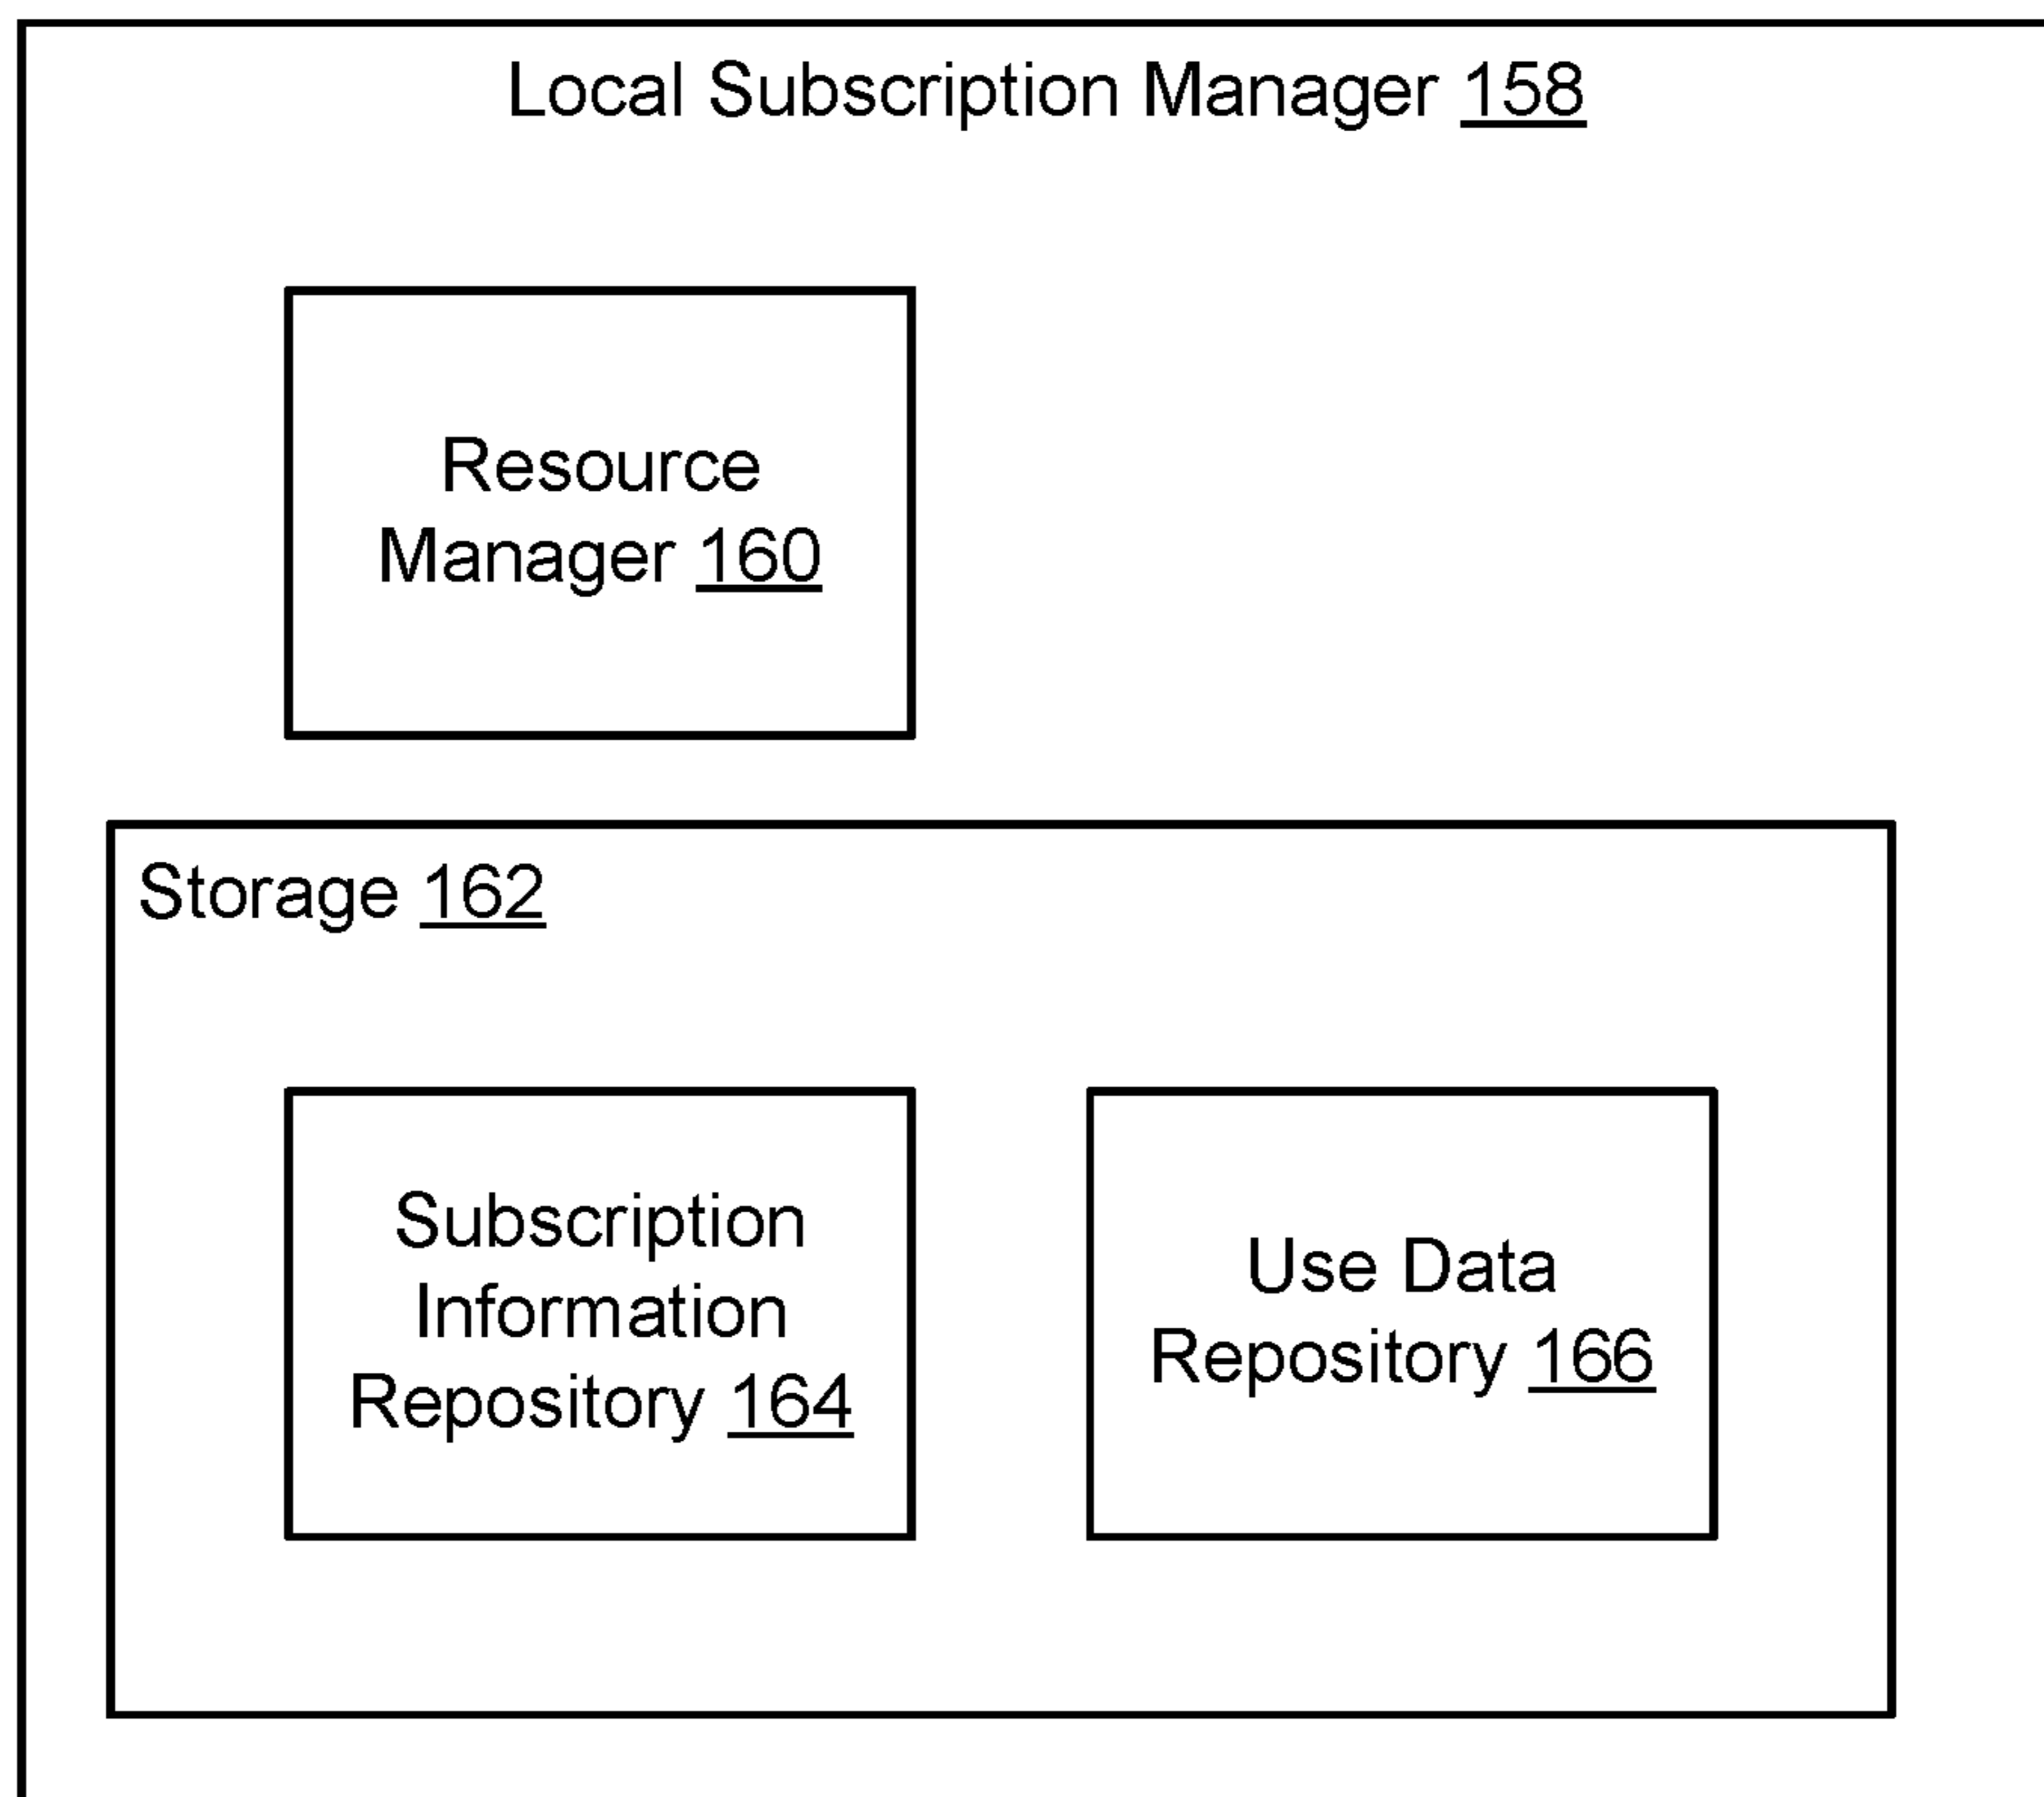 Local Subscription Manager 158
Resource
Manager 160
Storage 162
Subscription
Information
Repository 164
Use Data
Repository 166